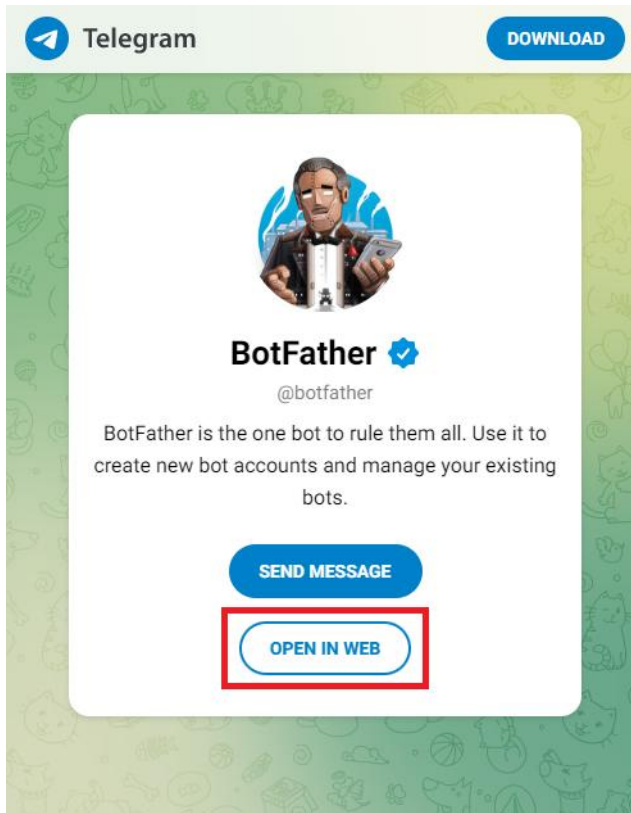 Telegram
DOWNLOAD
BotFather
@botfather
BotFather is the one bot to rule them all. Use it to
create new bot accounts and manage your existing
bots.
SEND MESSAGE
OPEN IN WEB